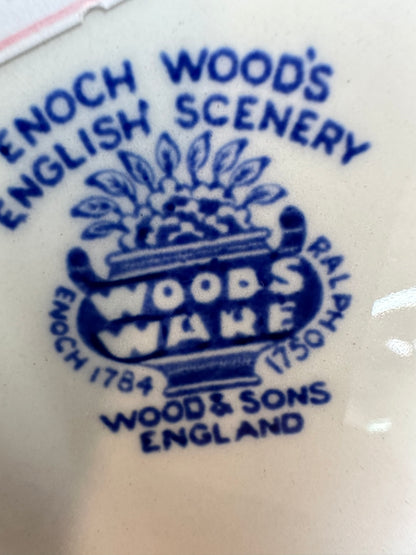 ENOCH WOOD'S
ENGLISH SCENERY
WOODS
WARE
ENOCH 1784
RALPH 1750
WOOD & SONS
ENGLAND